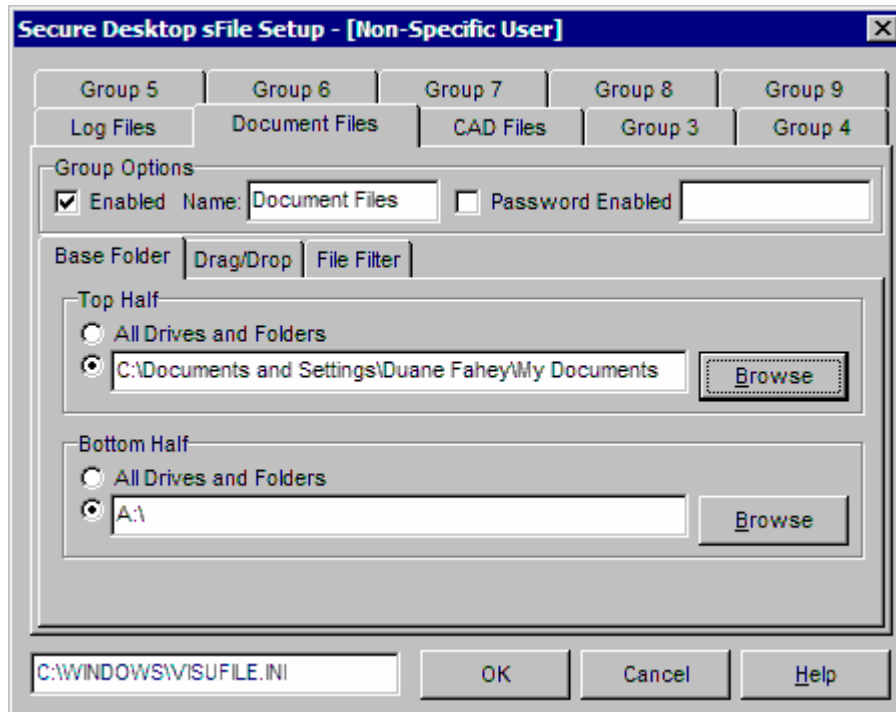 Secure Desktop sFile Setup - [Non-Specific User]
Group 5 Group 6 Group 7 Group 8 Group 9
Log Files Document Files CAD Files Group 3 Group 4
Group Options
Enabled Name: Document Files Password Enabled
Base Folder Drag/Drop File Filter
Top Half
All Drives and Folders
C:\Documents and Settings\Duane Fahey\My Documents Browse
Bottom Half
All Drives and Folders
A:\ Browse
C:\WINDOWS\VISUFILE.INI OK Cancel Help